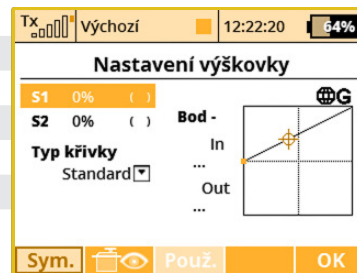 Tx Výchozí 12:22:20 64%
Nastavení výškovky
S1 0% ( ) G
S2 0% ( ) Bod -
In
Typ křivky ...
Standard Out
...
Sym. Použ. OK